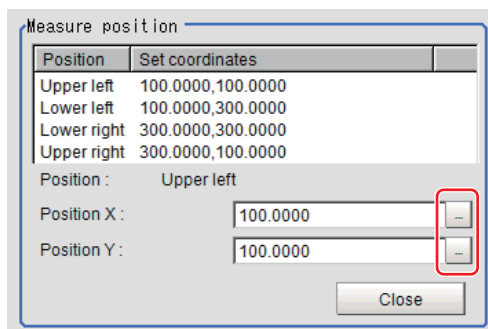 Measure position
Position Set coordinates
Upper left 100.0000,100.0000
Lower left 100.0000,300.0000
Lower right 300.0000,300.0000
Upper right 300.0000,100.0000
Position : Upper left
Position X : 100.0000 ...
Position Y : 100.0000 ...
Close